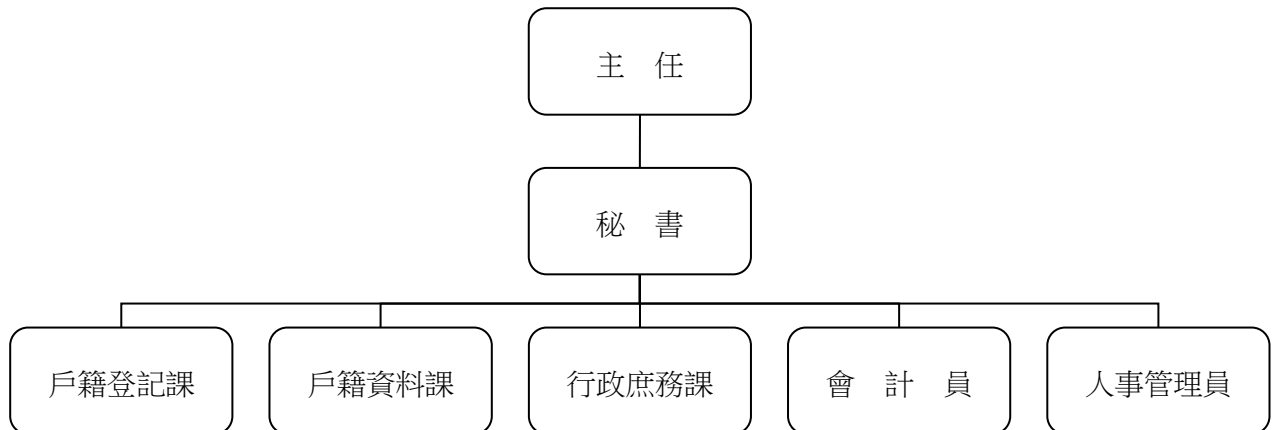 主　任
秘　書
戶籍登記課
戶籍資料課
行政庶務課
會　計　員
人事管理員